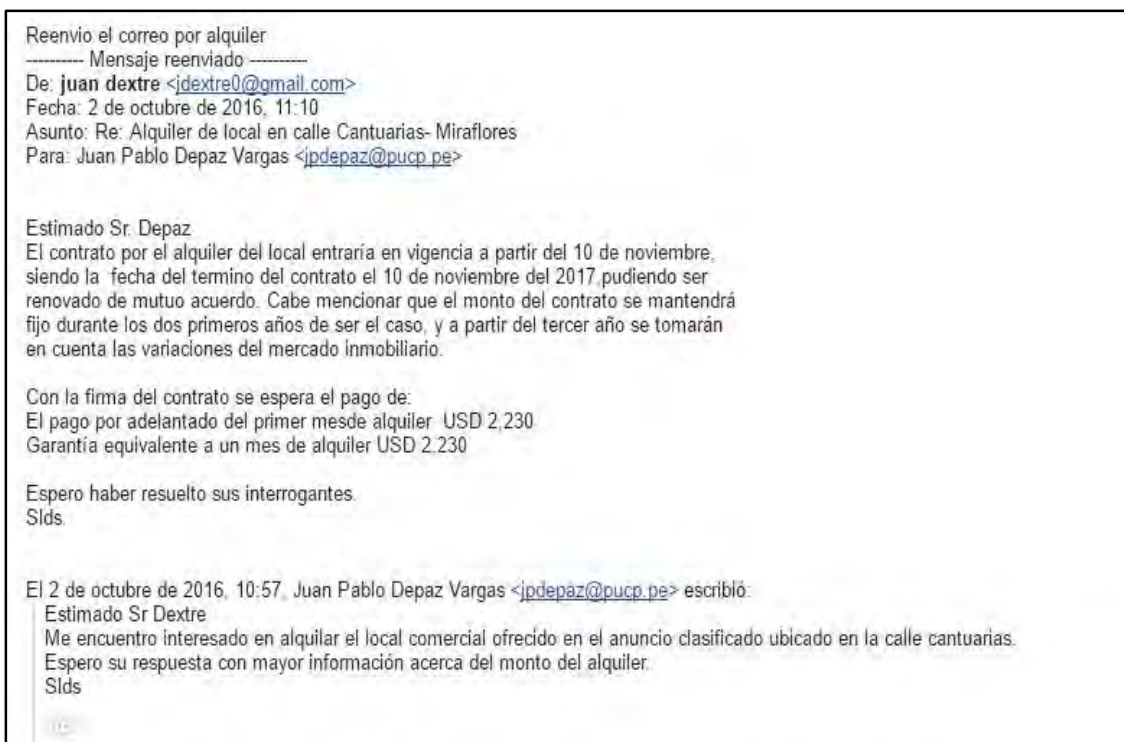 Reenvio el correo por alquiler
---------- Mensaje reenviado ----------
De: juan dextre <jdextre0@gmail.com>
Fecha: 2 de octubre de 2016, 11:10
Asunto: Re: Alquiler de local en calle Cantuarias- Miraflores
Para: Juan Pablo Depaz Vargas <jpdepaz@pucp.pe>
Estimado Sr. Depaz
El contrato por el alquiler del local entraría en vigencia a partir del 10 de noviembre,
siendo la fecha del termino del contrato el 10 de noviembre del 2017,pudiendo ser
renovado de mutuo acuerdo. Cabe mencionar que el monto del contrato se mantendrá
fijo durante los dos primeros años de ser el caso, y a partir del tercer año se tomarán
en cuenta las variaciones del mercado inmobiliario.
Con la firma del contrato se espera el pago de:
El pago por adelantado del primer mesde alquiler USD 2,230
Garantía equivalente a un mes de alquiler USD 2,230
Espero haber resuelto sus interrogantes.
Slds.
El 2 de octubre de 2016, 10:57, Juan Pablo Depaz Vargas <jpdepaz@pucp.pe> escribió:
Estimado Sr Dextre
Me encuentro interesado en alquilar el local comercial ofrecido en el anuncio clasificado ubicado en la calle cantuarias.
Espero su respuesta con mayor información acerca del monto del alquiler.
Slds